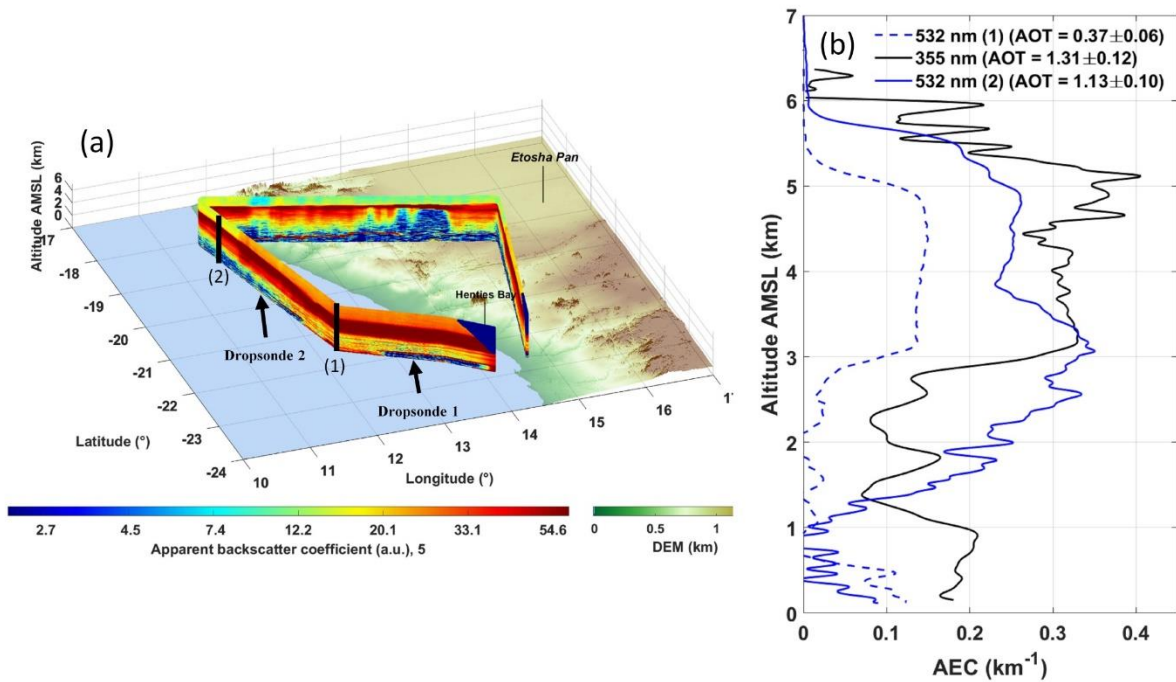 (a)
Altitude AMSL (km)
6
4
2
0
-17
-18
-19
-20
-21
-22
-23
-24
Latitude (°)
10
11
12
13
14
15
16
Longitude (°)
Etosha Pan
Henties Bay
(2)
Dropsonde 2
(1)
Dropsonde 1
2.7 4.5 7.4 12.2 20.1 33.1 54.6
Apparent backscatter coefficient (a.u.), 5
0 0.5 1
DEM (km)
(b)
532 nm (1) (AOT = 0.37±0.06)
355 nm (AOT = 1.31±0.12)
532 nm (2) (AOT = 1.13±0.10)
Altitude AMSL (km)
7
6
5
4
3
2
1
0
0 0.1 0.2 0.3 0.4
AEC (km⁻¹)